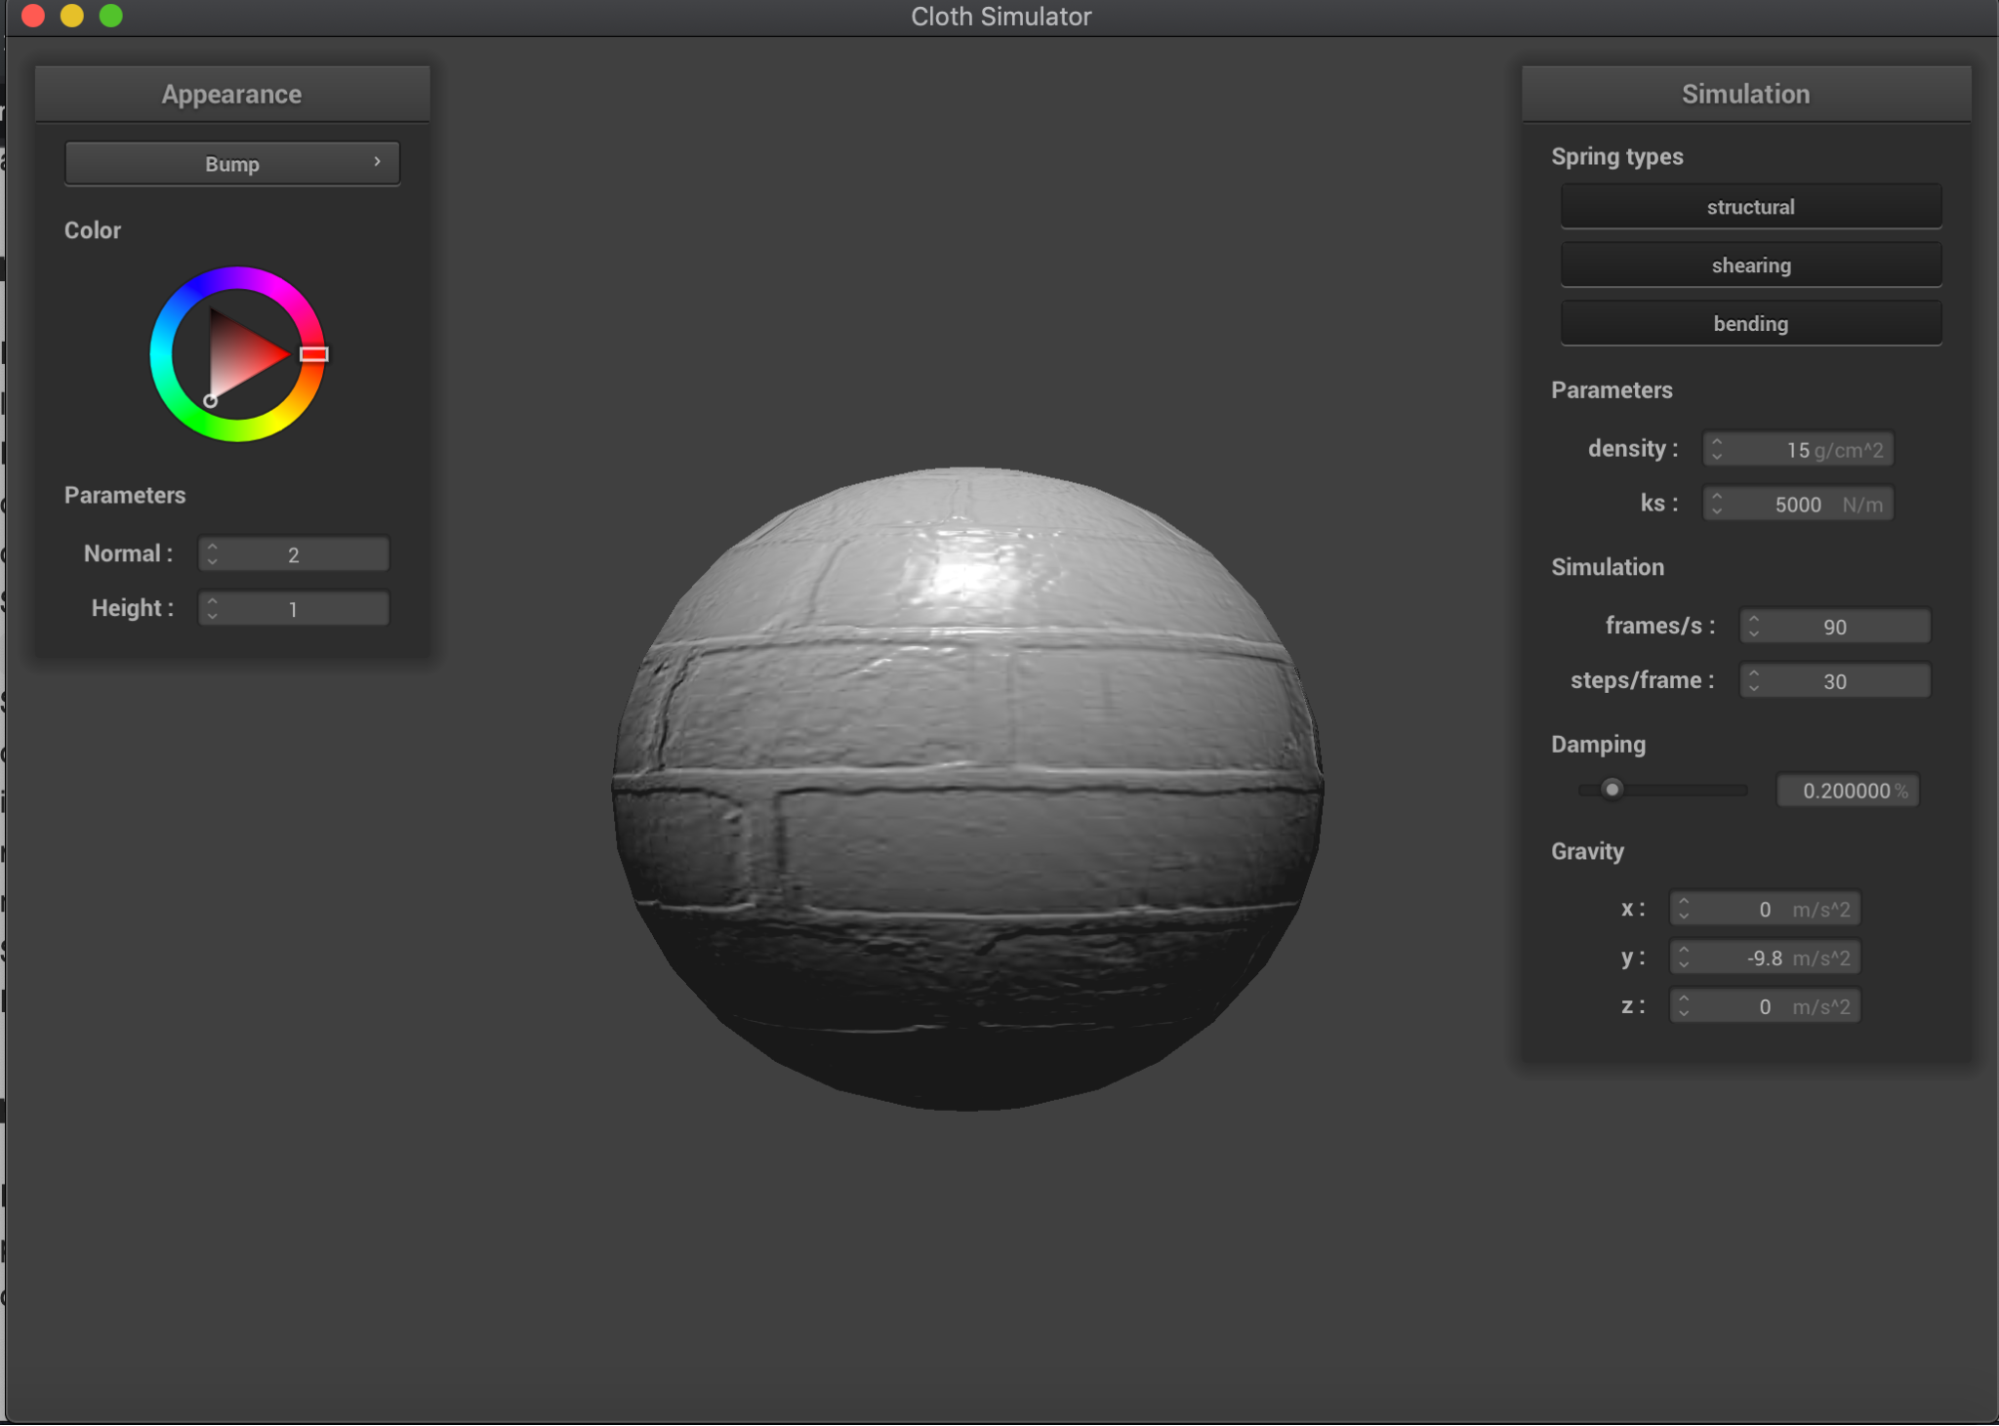 Cloth Simulator
Appearance
Bump
Color
Parameters
Normal : 2
Height : 1
Simulation
Spring types
structural
shearing
bending
Parameters
density : 15 g/cm^2
ks : 5000 N/m
Simulation
frames/s : 90
steps/frame : 30
Damping
0.200000 %
Gravity
x : 0 m/s^2
y : -9.8 m/s^2
z : 0 m/s^2